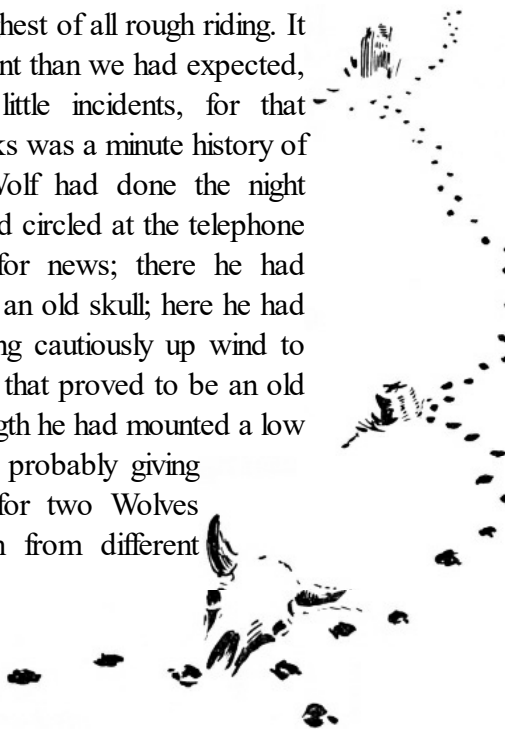 hest of all rough riding. It
nt than we had expected,
little incidents, for that
ks was a minute history of
Wolf had done the night
d circled at the telephone
for news; there he had
an old skull; here he had
ng cautiously up wind to
that proved to be an old
gth he had mounted a low
probably giving
for two Wolves
n from different